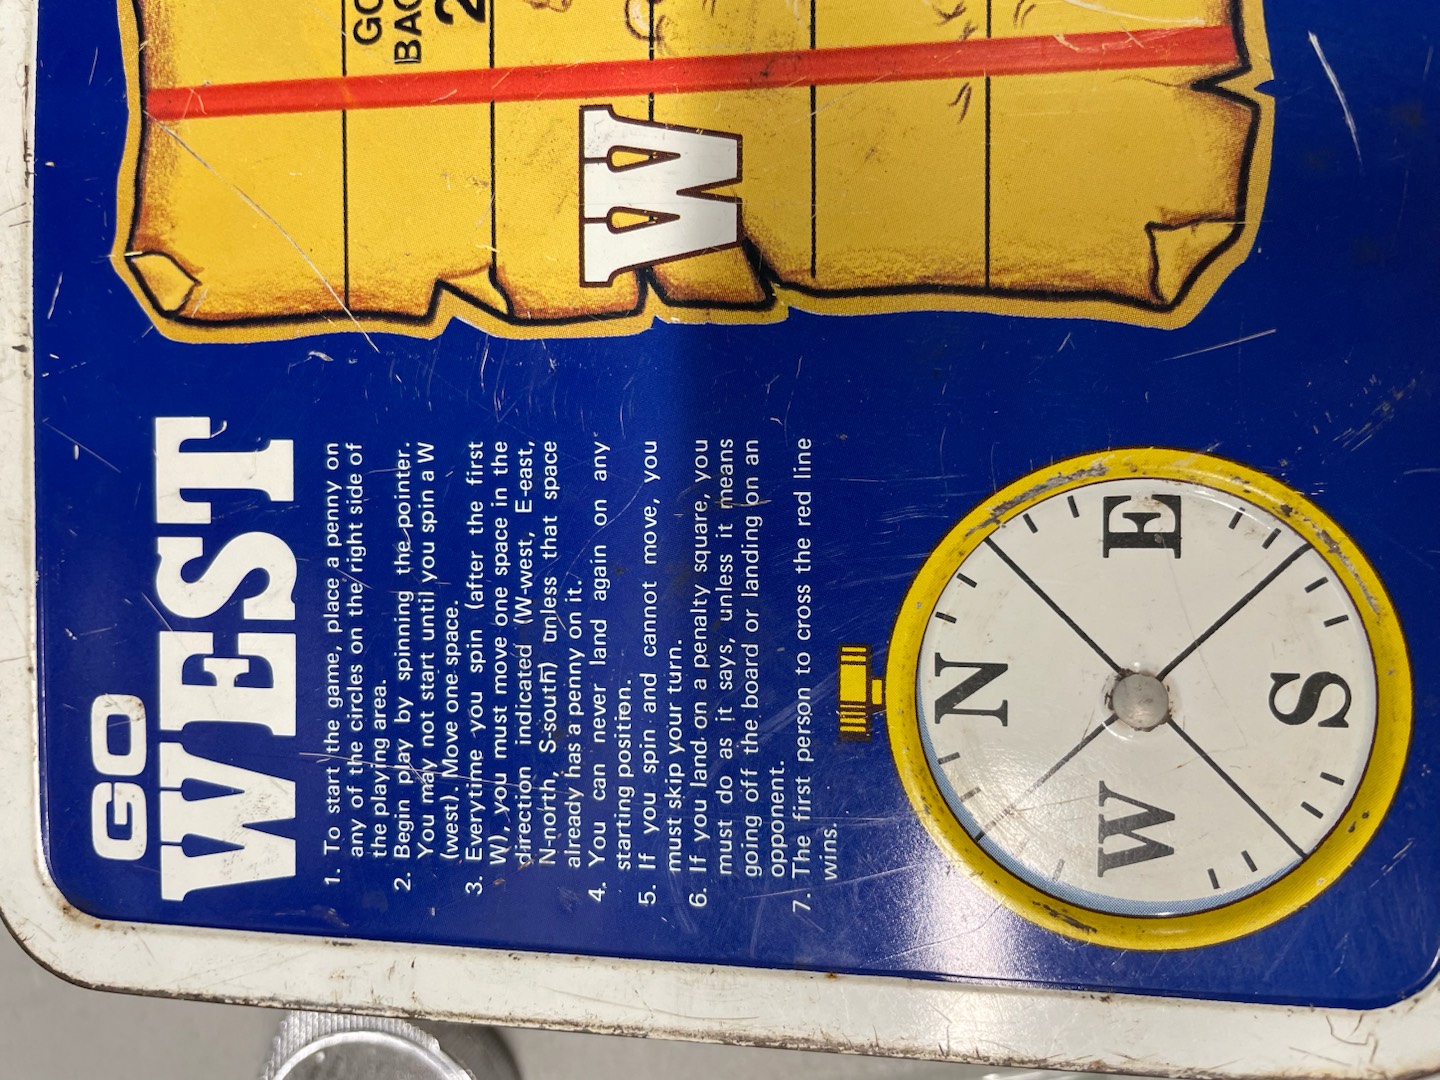 GO
WEST
1. To start the game, place a penny on
any of the circles on the right side of
the playing area.
2. Begin play by spinning the pointer.
You may not start until you spin a W
(west). Move one space.
3. Everytime you spin (after the first
W), you must move one space in the
direction indicated (W-west, E-east,
N-north, S-south) unless that space
already has a penny on it.
4. You can never land again on any
starting position.
5. If you spin and cannot move, you
must skip your turn.
6. If you land on a penalty square, you
must do as it says, unless it means
going off the board or landing on an
opponent.
7. The first person to cross the red line
wins.
N
W E
S
GO
BAC
2
W